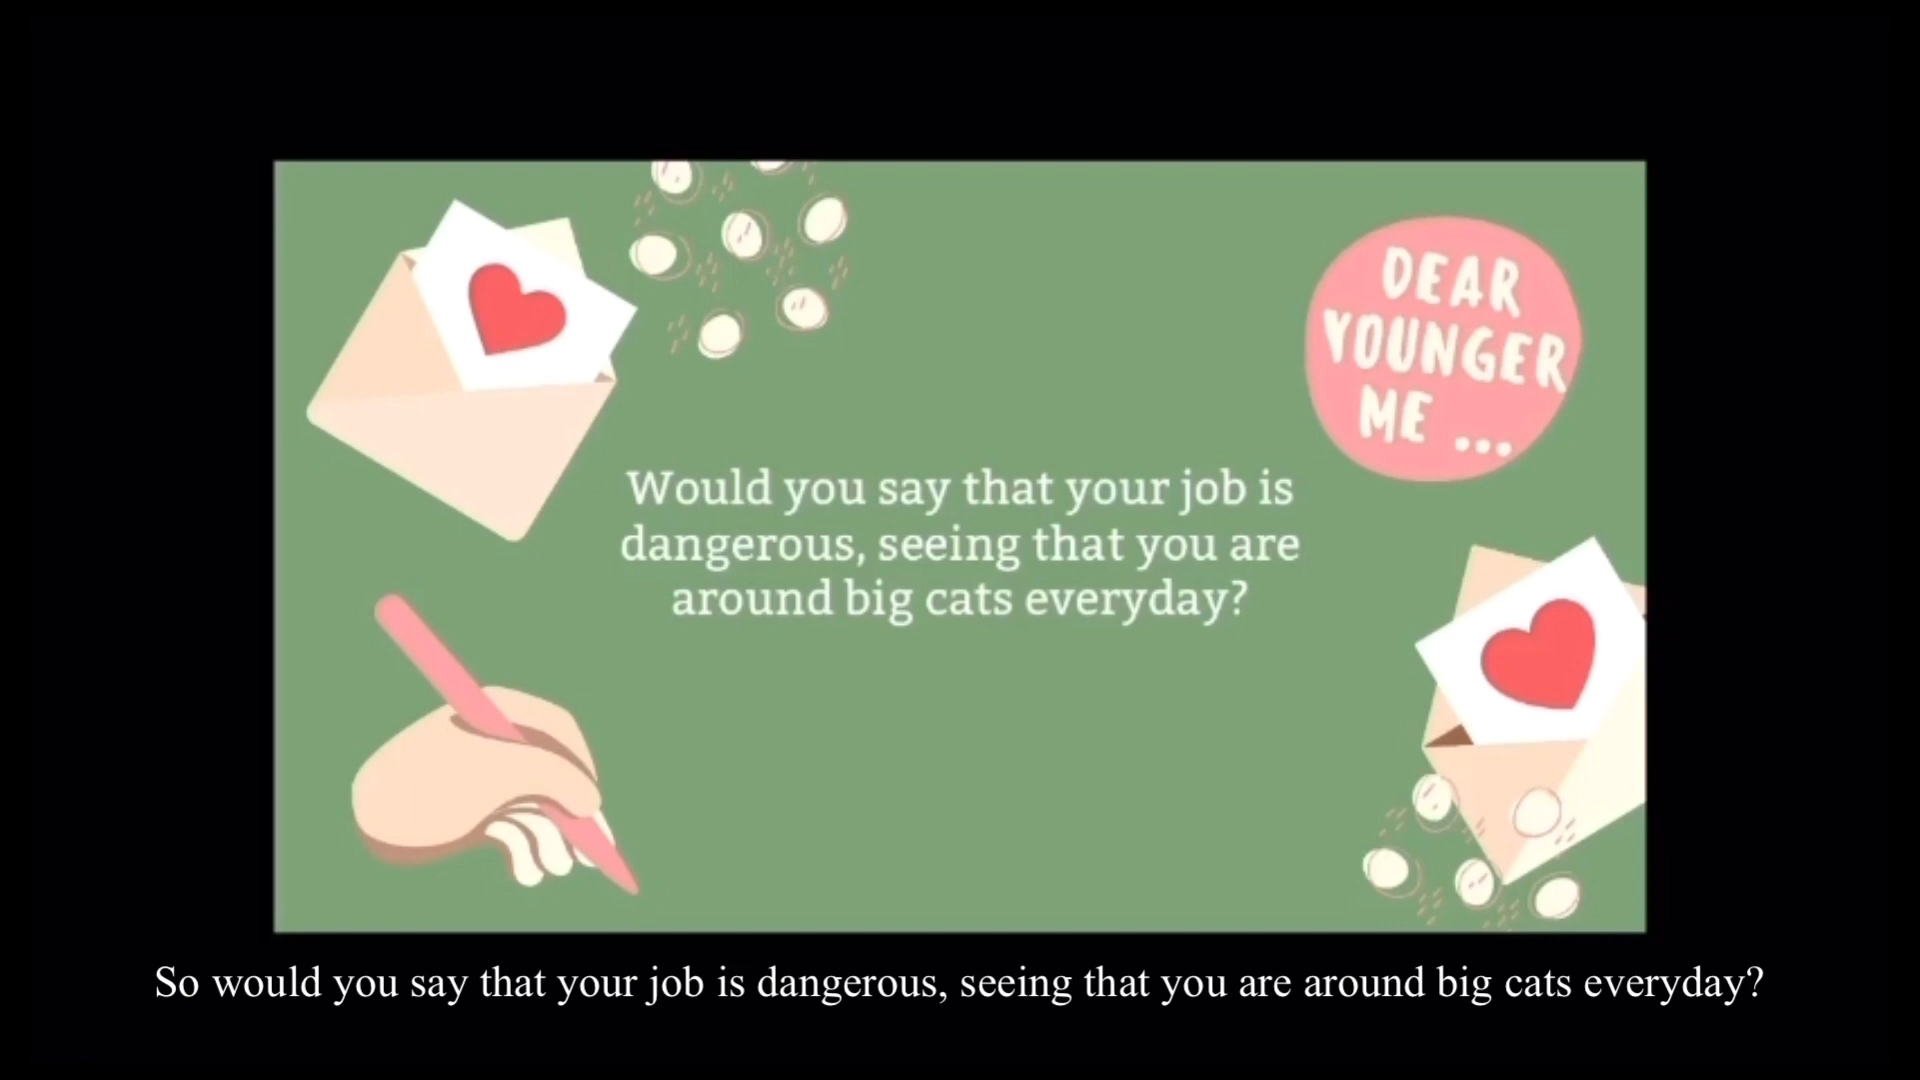 DEAR
YOUNGER
ME ...
Would you say that your job is
dangerous, seeing that you are
around big cats everyday?
So would you say that your job is dangerous, seeing that you are around big cats everyday?